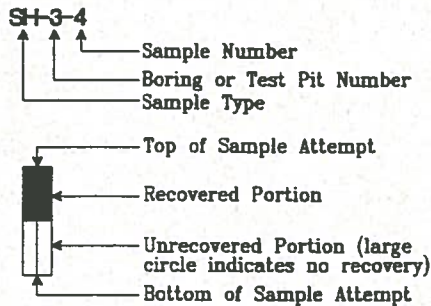 SH-3-4
Sample Number
Boring or Test Pit Number
Sample Type
Top of Sample Attempt
Recovered Portion
Unrecovered Portion (large
circle indicates no recovery)
Bottom of Sample Attempt